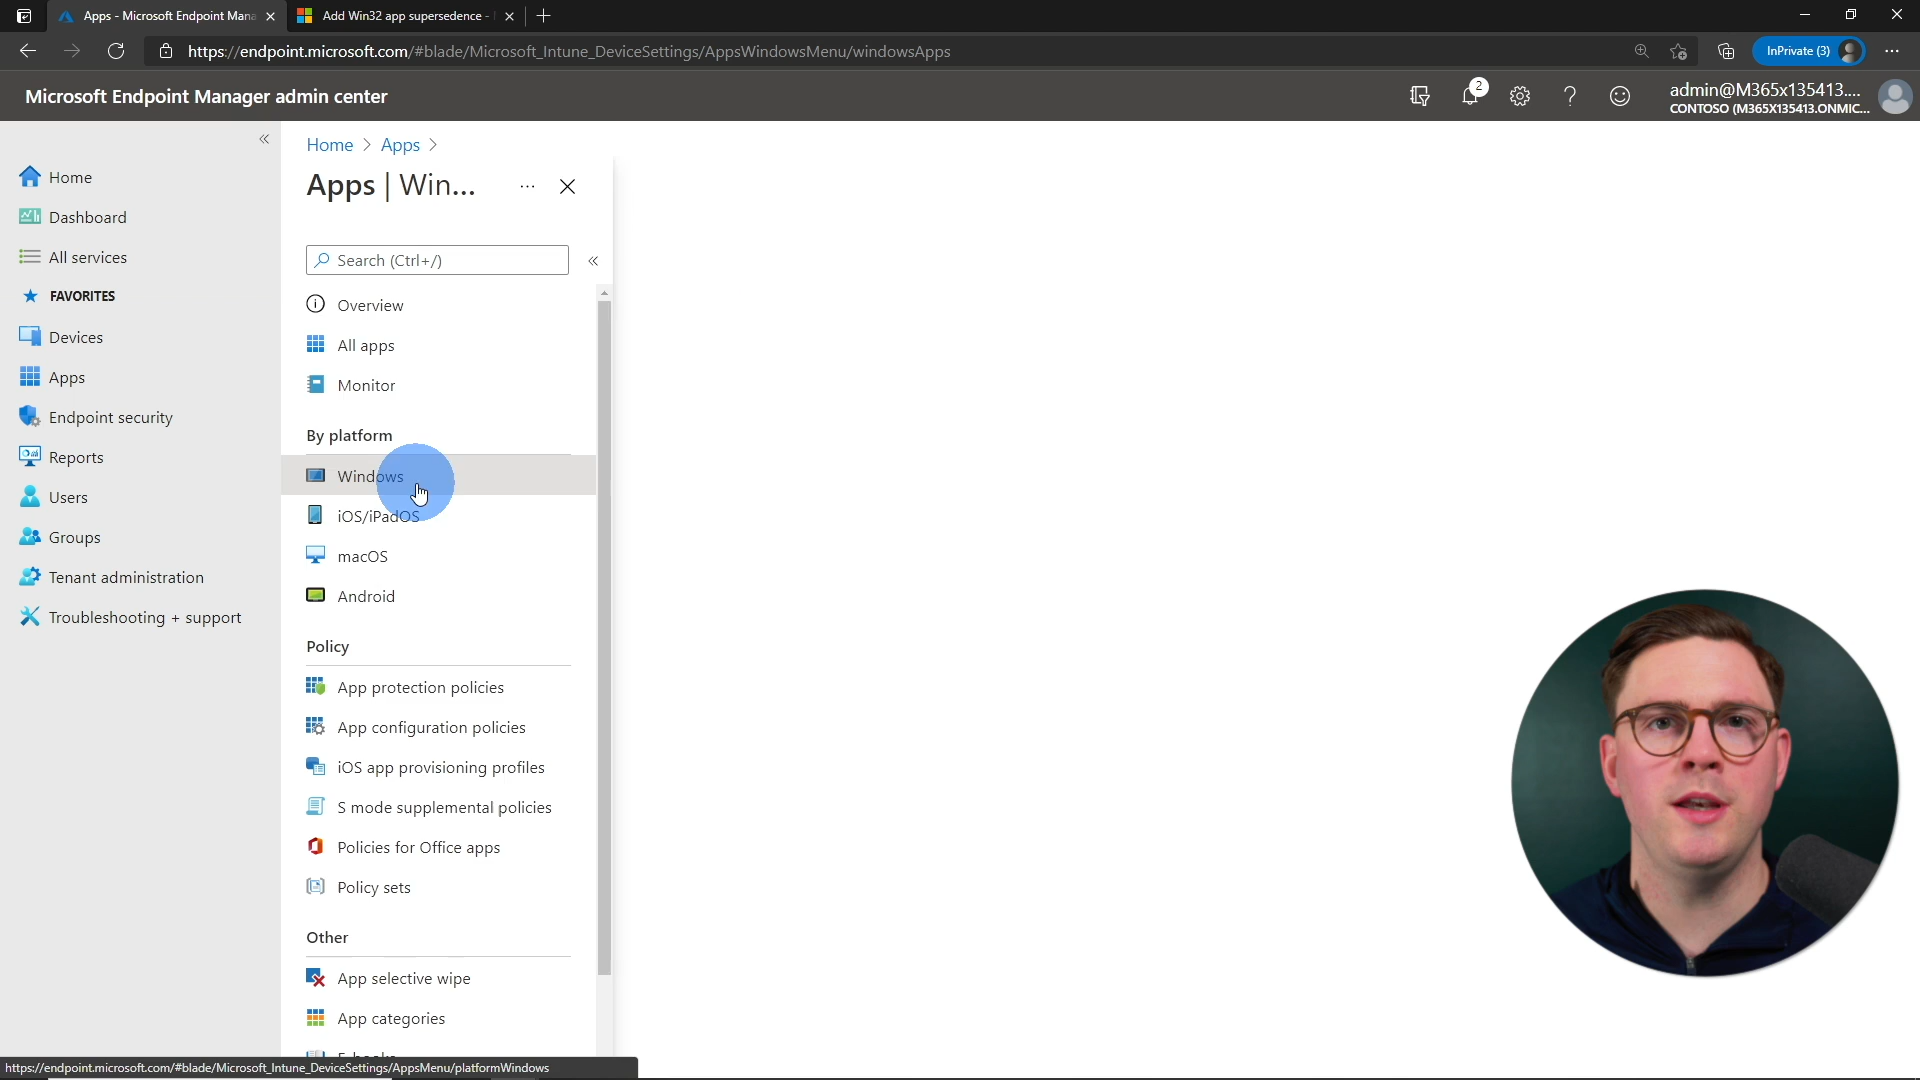 Apps - Microsoft Endpoint Mana
Add Win32 app supersedence -
https://endpoint.microsoft.com/#blade/Microsoft_Intune_DeviceSettings/AppsWindowsMenu/windowsApps
InPrivate (3)
Microsoft Endpoint Manager admin center
2
admin@M365x135413....
CONTOSO (M365X135413.ONMIC...
Home
Dashboard
All services
FAVORITES
Devices
Apps
Endpoint security
Reports
Users
Groups
Tenant administration
Troubleshooting + support
Home > Apps >
Apps | Win...
Search (Ctrl+/)
Overview
All apps
Monitor
By platform
Windows
iOS/iPadOS
macOS
Android
Policy
App protection policies
App configuration policies
iOS app provisioning profiles
S mode supplemental policies
Policies for Office apps
Policy sets
Other
App selective wipe
App categories
https://endpoint.microsoft.com/#blade/Microsoft_Intune_DeviceSettings/AppsMenu/platformWindows